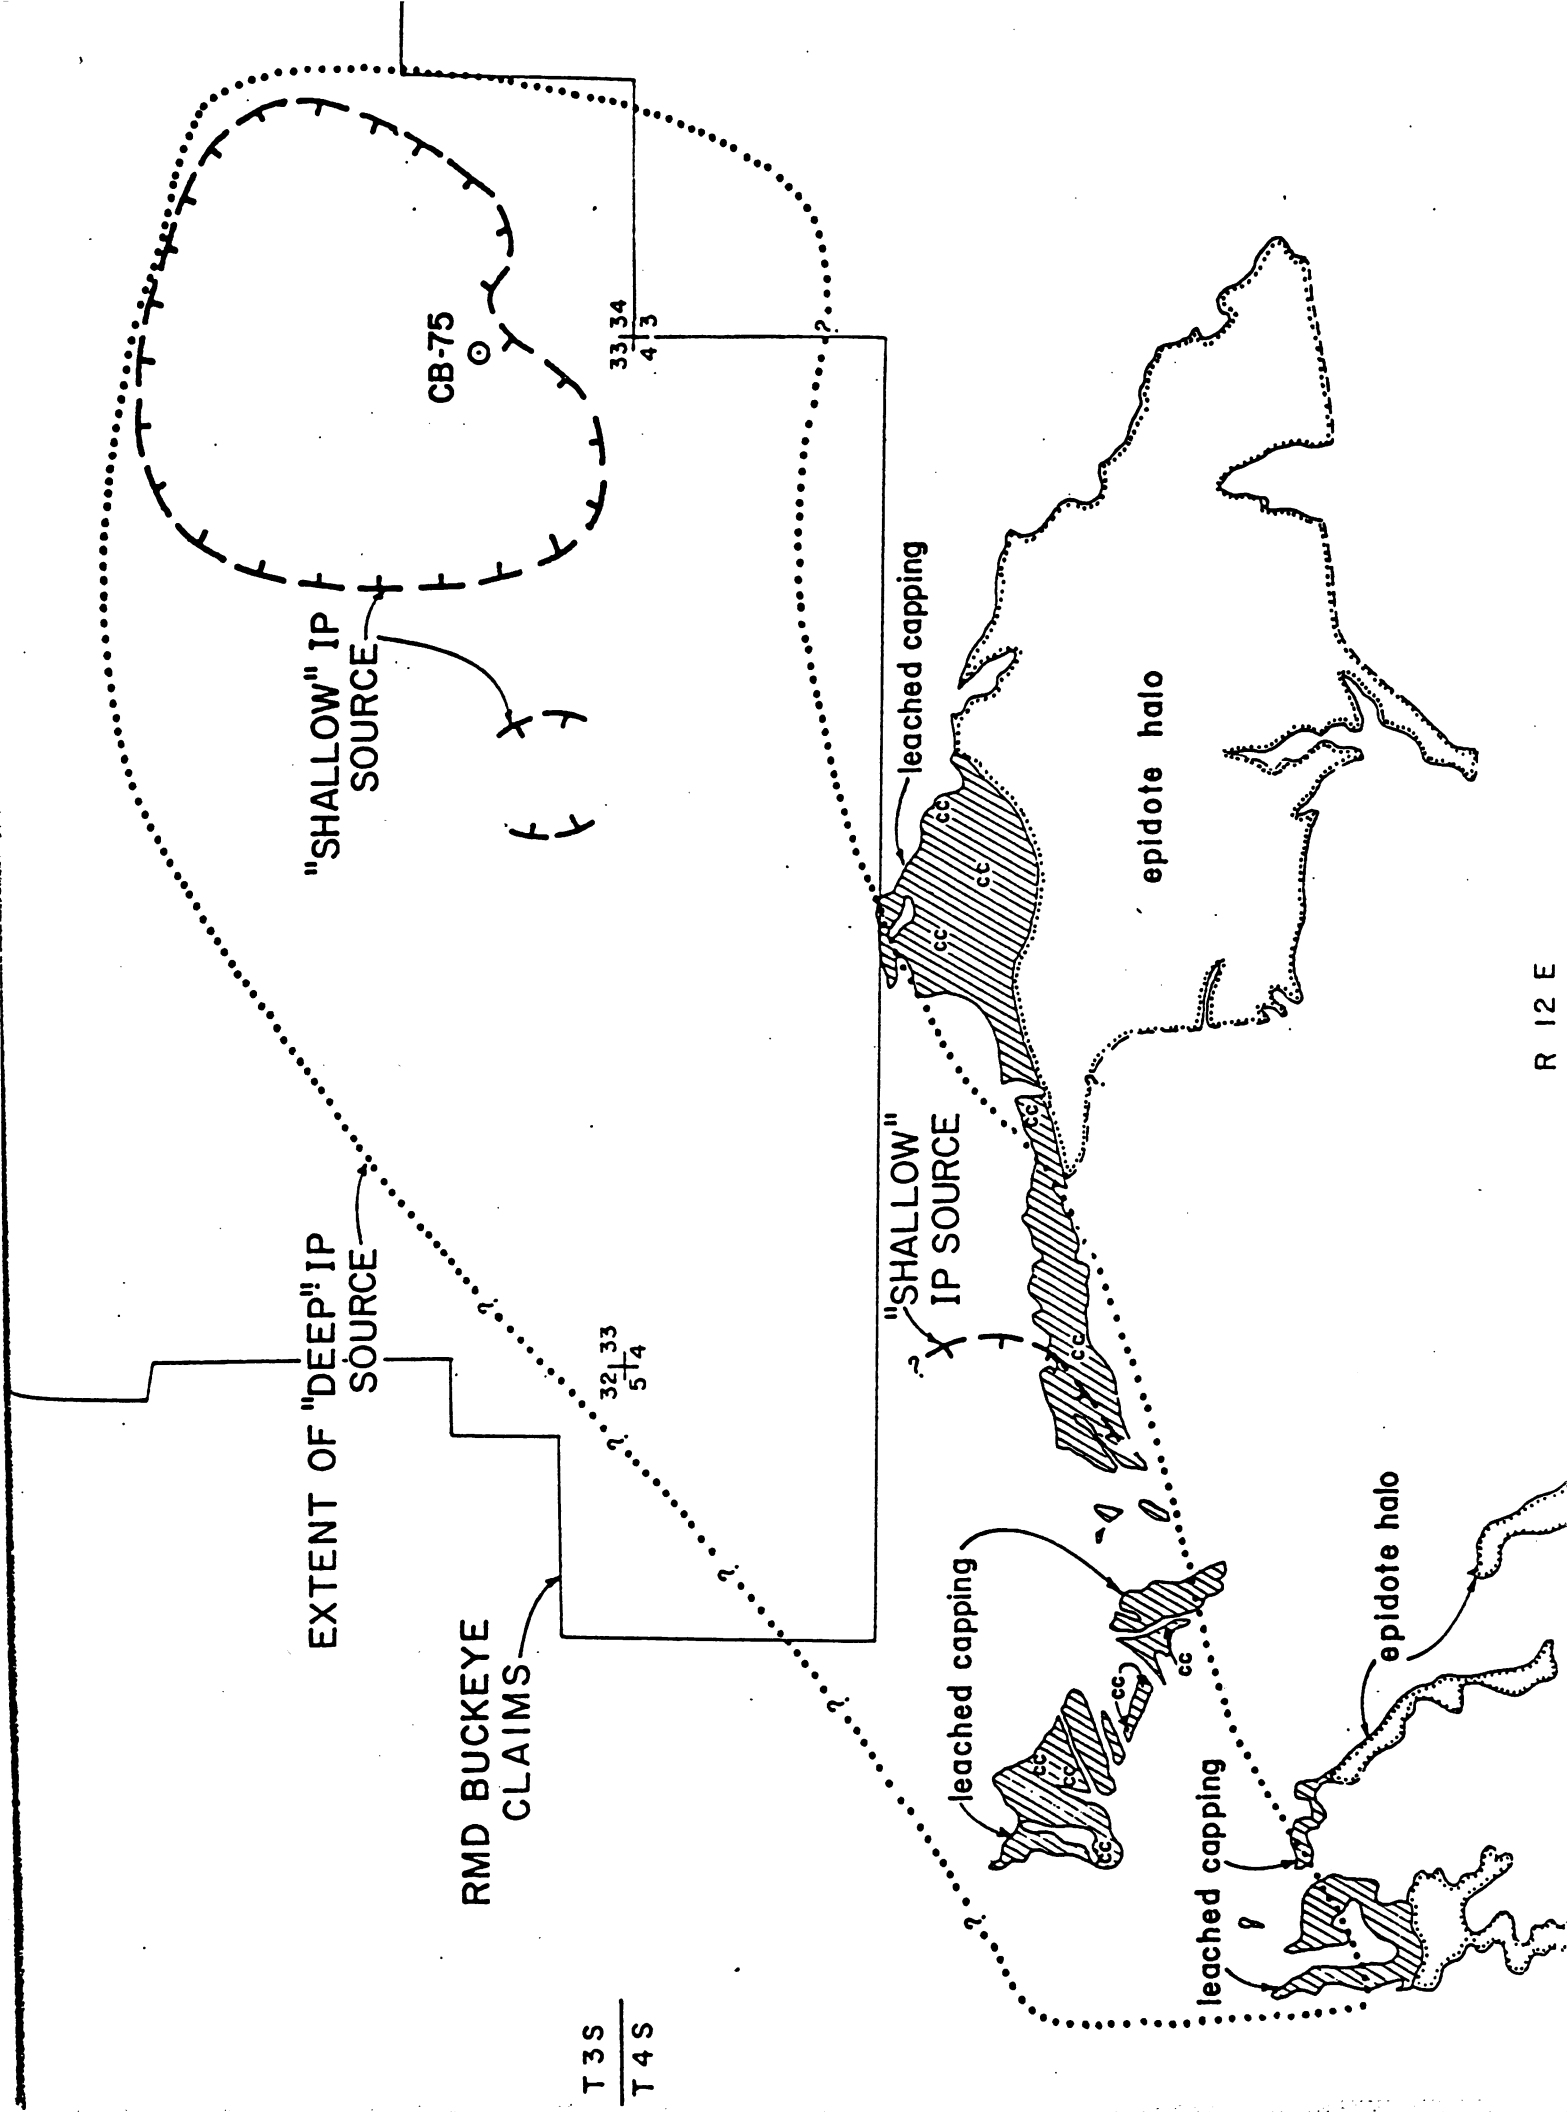 T 3 S
T 4 S
RMD BUCKEYE
CLAIMS
EXTENT OF "DEEP" IP
SOURCE
"SHALLOW" IP
SOURCE
CB-75
33 34
4 3
32 33
5 4
?
?
?
?
?
?
?
"SHALLOW"
IP SOURCE
leached capping
cc
cc
cc
cc
cc
leached capping
cc
cc
cc
cc
cc
leached capping
epidote halo
epidote halo
?
R 12 E